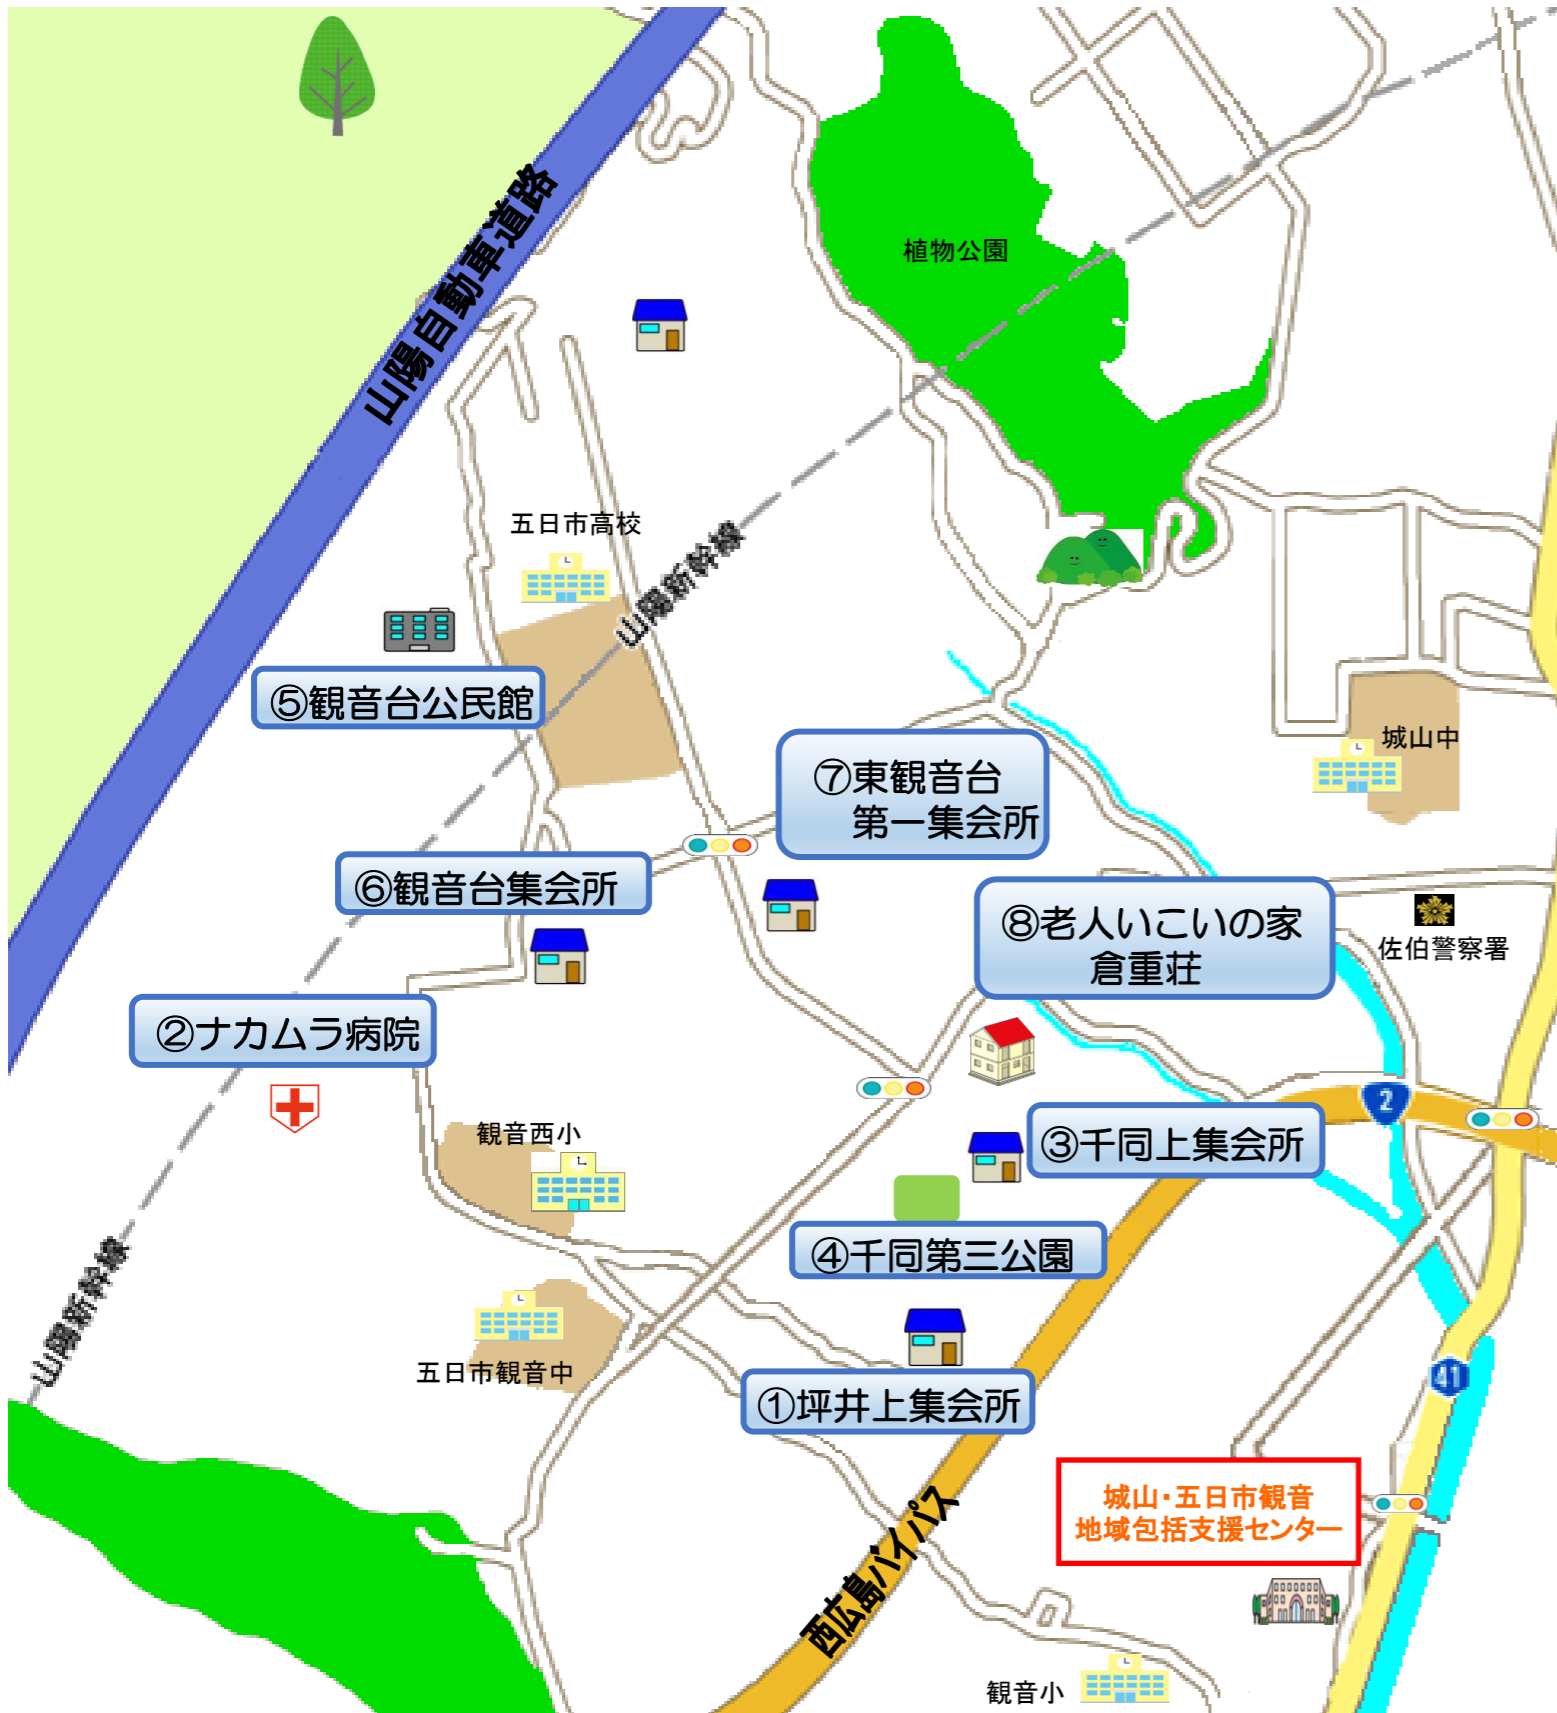 山陽自動車道路
植物公園
五日市高校
山陽新幹線
⑤観音台公民館
城山中
⑦東観音台
第一集会所
⑥観音台集会所
⑧老人いこいの家
倉重荘
佐伯警察署
②ナカムラ病院
2
観音西小
③千同上集会所
④千同第三公園
山陽新幹線
五日市観音中
41
①坪井上集会所
城山・五日市観音
地域包括支援センター
西広島バイパス
観音小